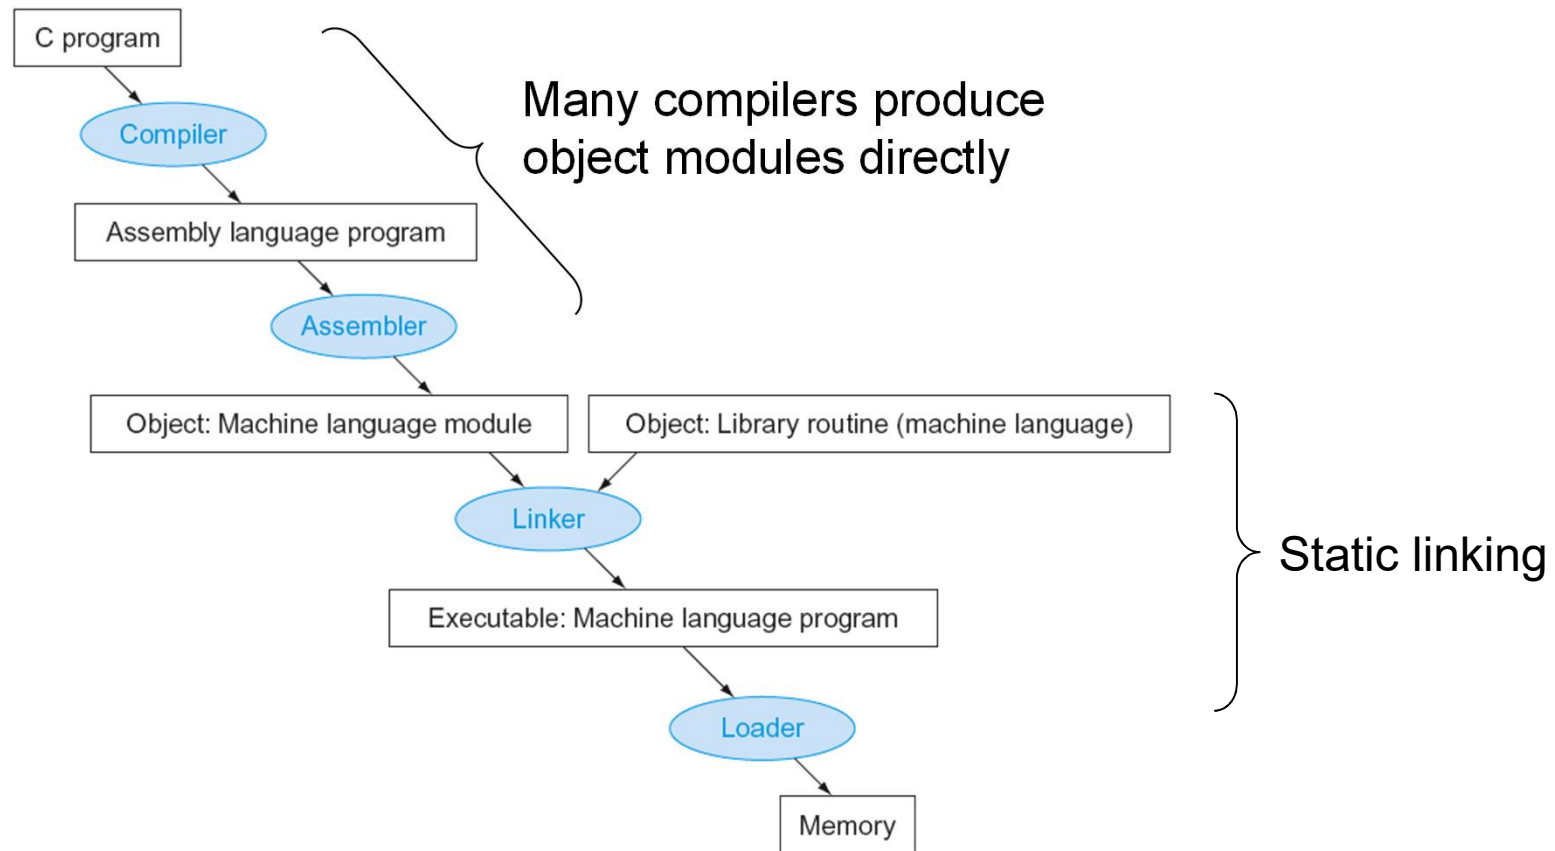 C program
Many compilers produce
object modules directly
Compiler
Assembly language program
Assembler
Object: Machine language module
Object: Library routine (machine language)
Linker
Static linking
Executable: Machine language program
Loader
Memory